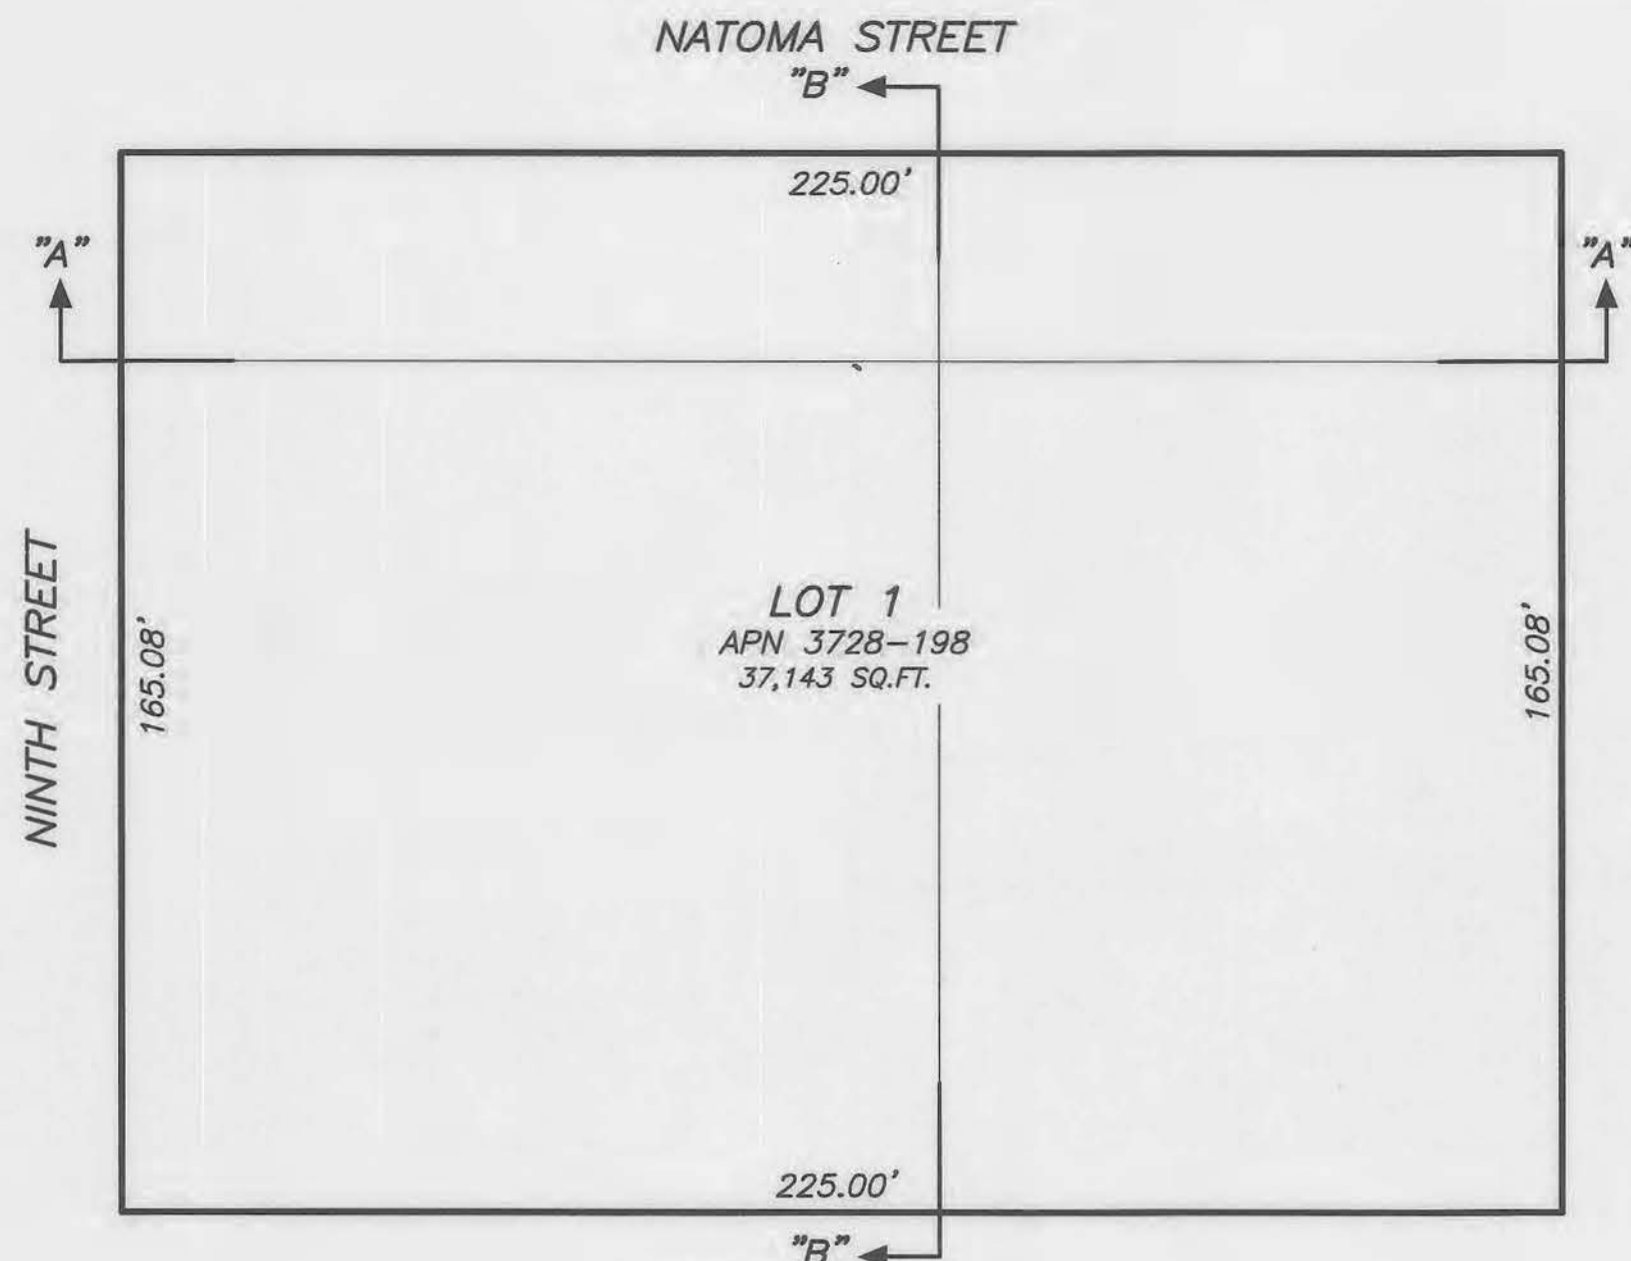 NATOMA STREET
"B"
225.00'
"A"
"A"
NINTH STREET
165.08'
LOT 1
APN 3728-198
37,143 SQ.FT.
165.08'
225.00'
"B"